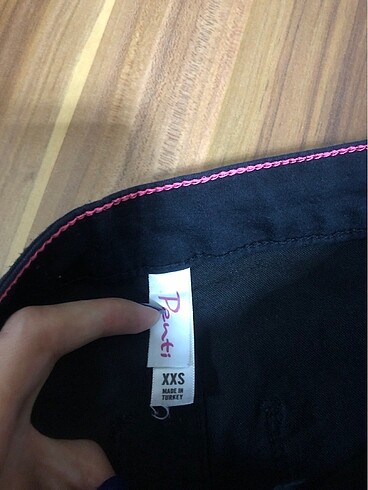 Penti
XXS
MADE IN
TURKEY